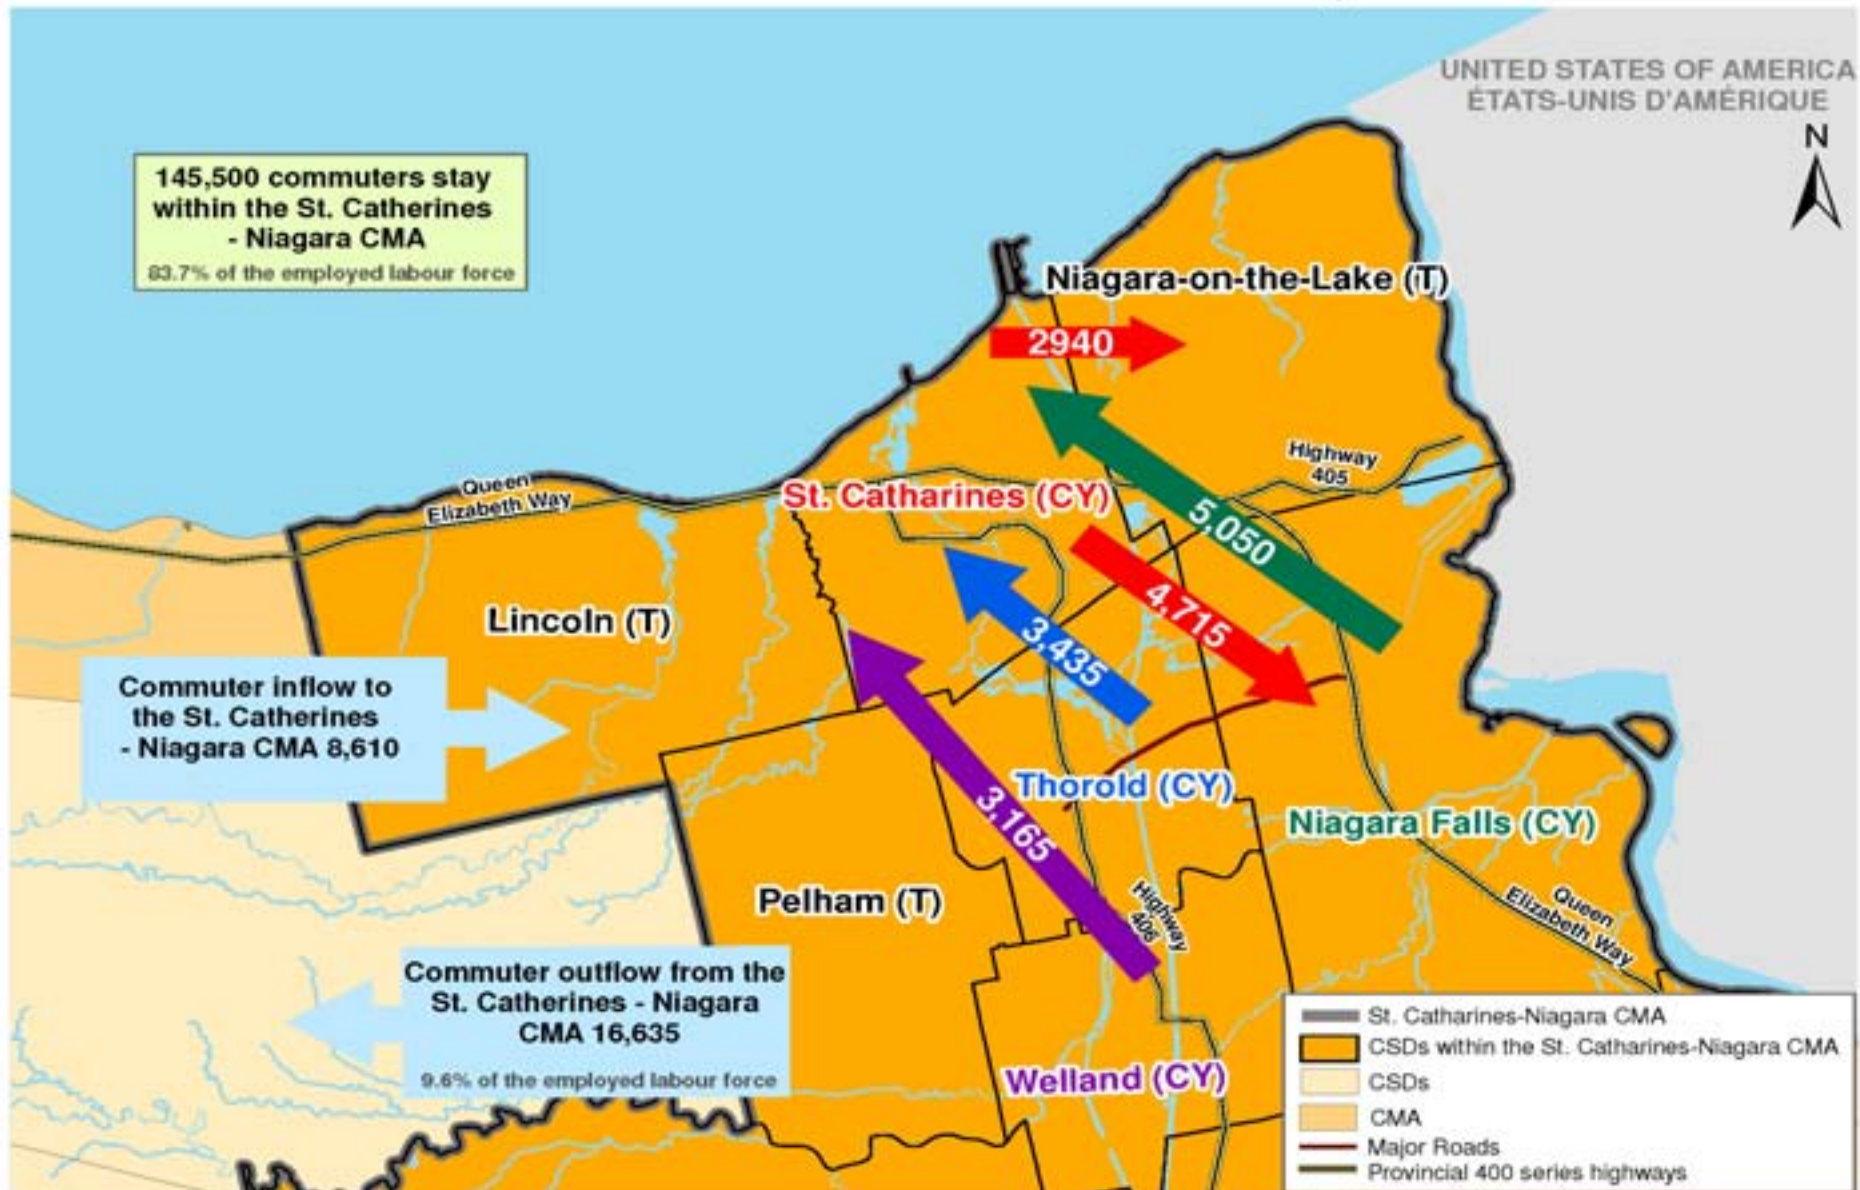 UNITED STATES OF AMERICA
ÉTATS-UNIS D'AMÉRIQUE
N
145,500 commuters stay
within the St. Catherines
- Niagara CMA
83.7% of the employed labour force
Niagara-on-the-Lake (T)
2940
Highway
405
Queen
Elizabeth Way
St. Catharines (CY)
5,050
4,715
Lincoln (T)
3,435
Commuter inflow to
the St. Catherines
- Niagara CMA 8,610
Thorold (CY)
3,165
Niagara Falls (CY)
Pelham (T)
Highway
406
Queen
Elizabeth Way
Commuter outflow from the
St. Catherines - Niagara
CMA 16,635
9.6% of the employed labour force
Welland (CY)
St. Catharines-Niagara CMA
CSDs within the St. Catharines-Niagara CMA
CSDs
CMA
Major Roads
Provincial 400 series highways